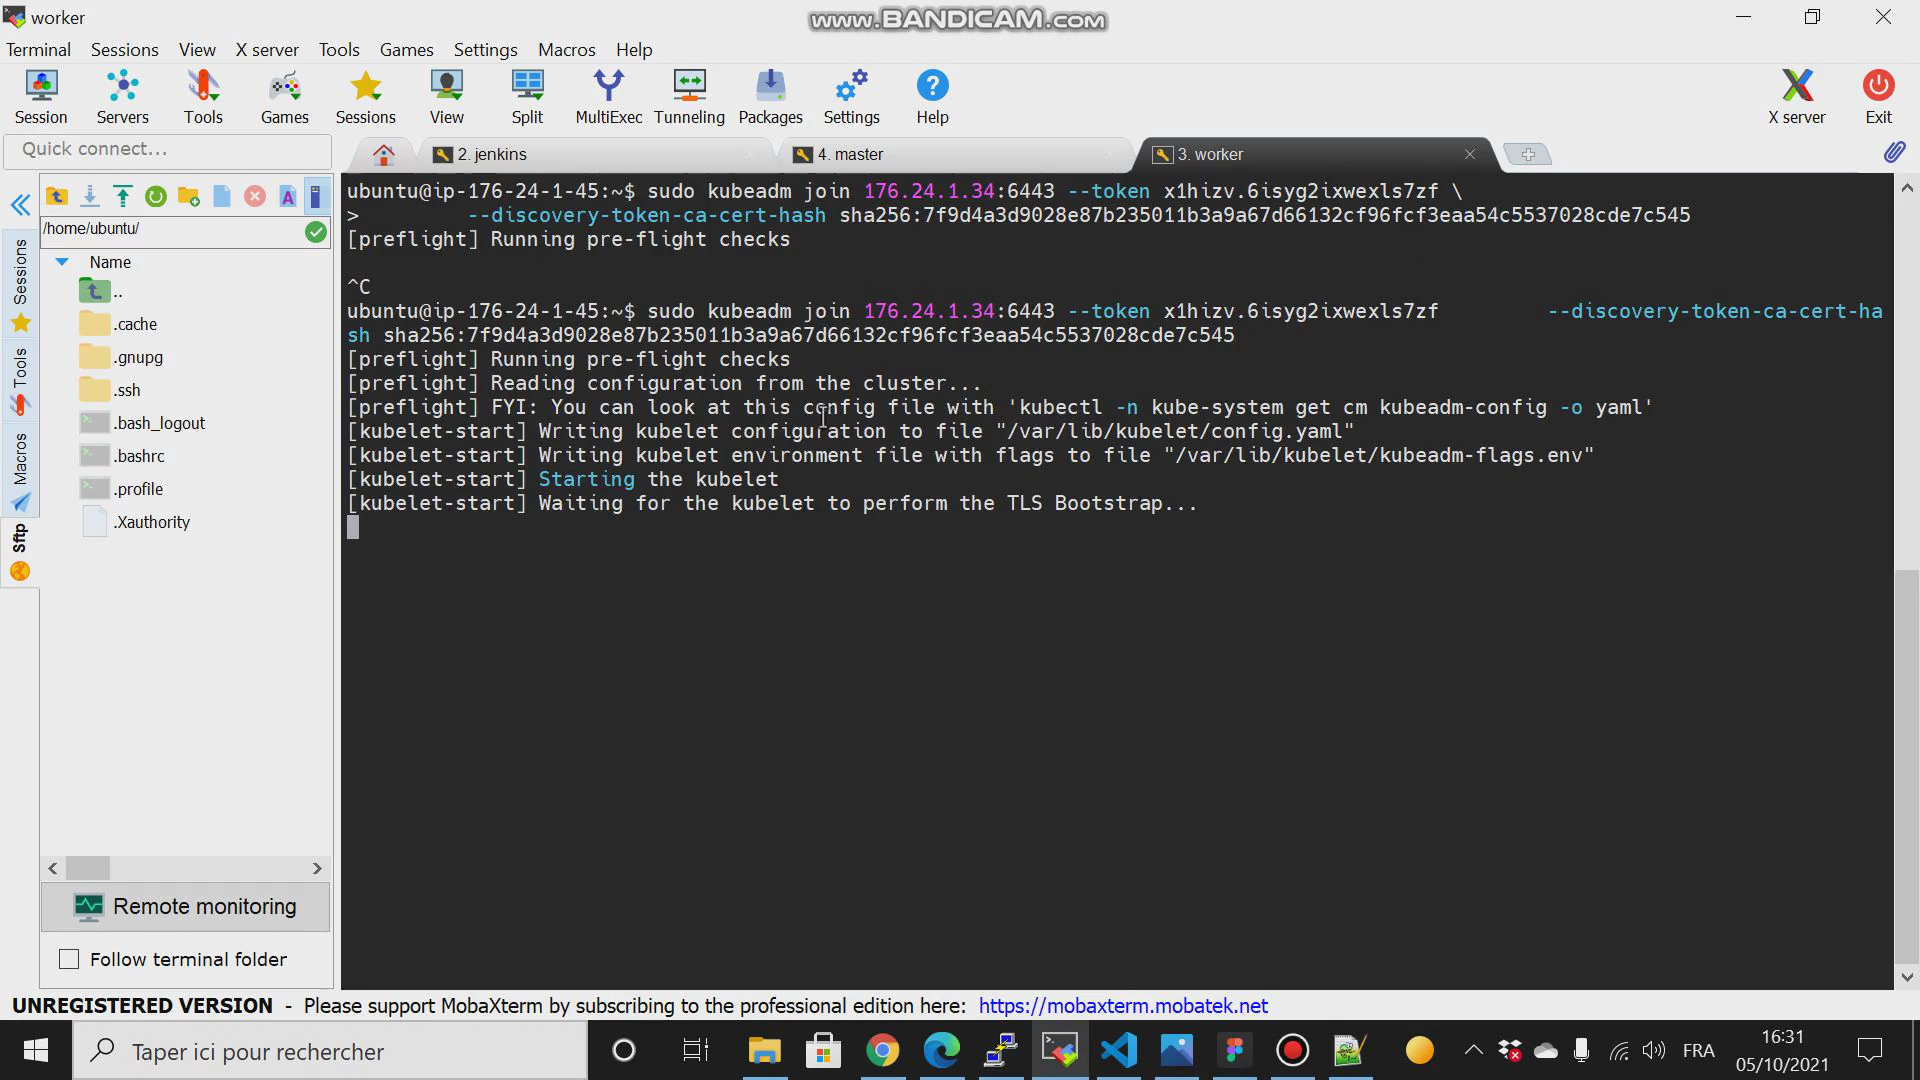 worker
www.BANDICAM.com
Terminal Sessions View X server Tools Games Settings Macros Help
Session Servers Tools Games Sessions View Split MultiExec Tunneling Packages Settings Help X server Exit
Quick connect...
2. jenkins
4. master
3. worker
/home/ubuntu/
Name
..
.cache
.gnupg
.ssh
.bash_logout
.bashrc
.profile
.Xauthority
Sessions
Tools
Macros
Sftp
Remote monitoring
Follow terminal folder
ubuntu@ip-176-24-1-45:~$ sudo kubeadm join 176.24.1.34:6443 --token x1hizv.6isyg2ixwexls7zf \
> --discovery-token-ca-cert-hash sha256:7f9d4a3d9028e87b235011b3a9a67d66132cf96fcf3eaa54c5537028cde7c545
[preflight] Running pre-flight checks
^C
ubuntu@ip-176-24-1-45:~$ sudo kubeadm join 176.24.1.34:6443 --token x1hizv.6isyg2ixwexls7zf --discovery-token-ca-cert-ha
sh sha256:7f9d4a3d9028e87b235011b3a9a67d66132cf96fcf3eaa54c5537028cde7c545
[preflight] Running pre-flight checks
[preflight] Reading configuration from the cluster...
[preflight] FYI: You can look at this config file with 'kubectl -n kube-system get cm kubeadm-config -o yaml'
[kubelet-start] Writing kubelet configuration to file "/var/lib/kubelet/config.yaml"
[kubelet-start] Writing kubelet environment file with flags to file "/var/lib/kubelet/kubeadm-flags.env"
[kubelet-start] Starting the kubelet
[kubelet-start] Waiting for the kubelet to perform the TLS Bootstrap...
UNREGISTERED VERSION - Please support MobaXterm by subscribing to the professional edition here: https://mobaxterm.mobatek.net
Taper ici pour rechercher
FRA
16:31
05/10/2021